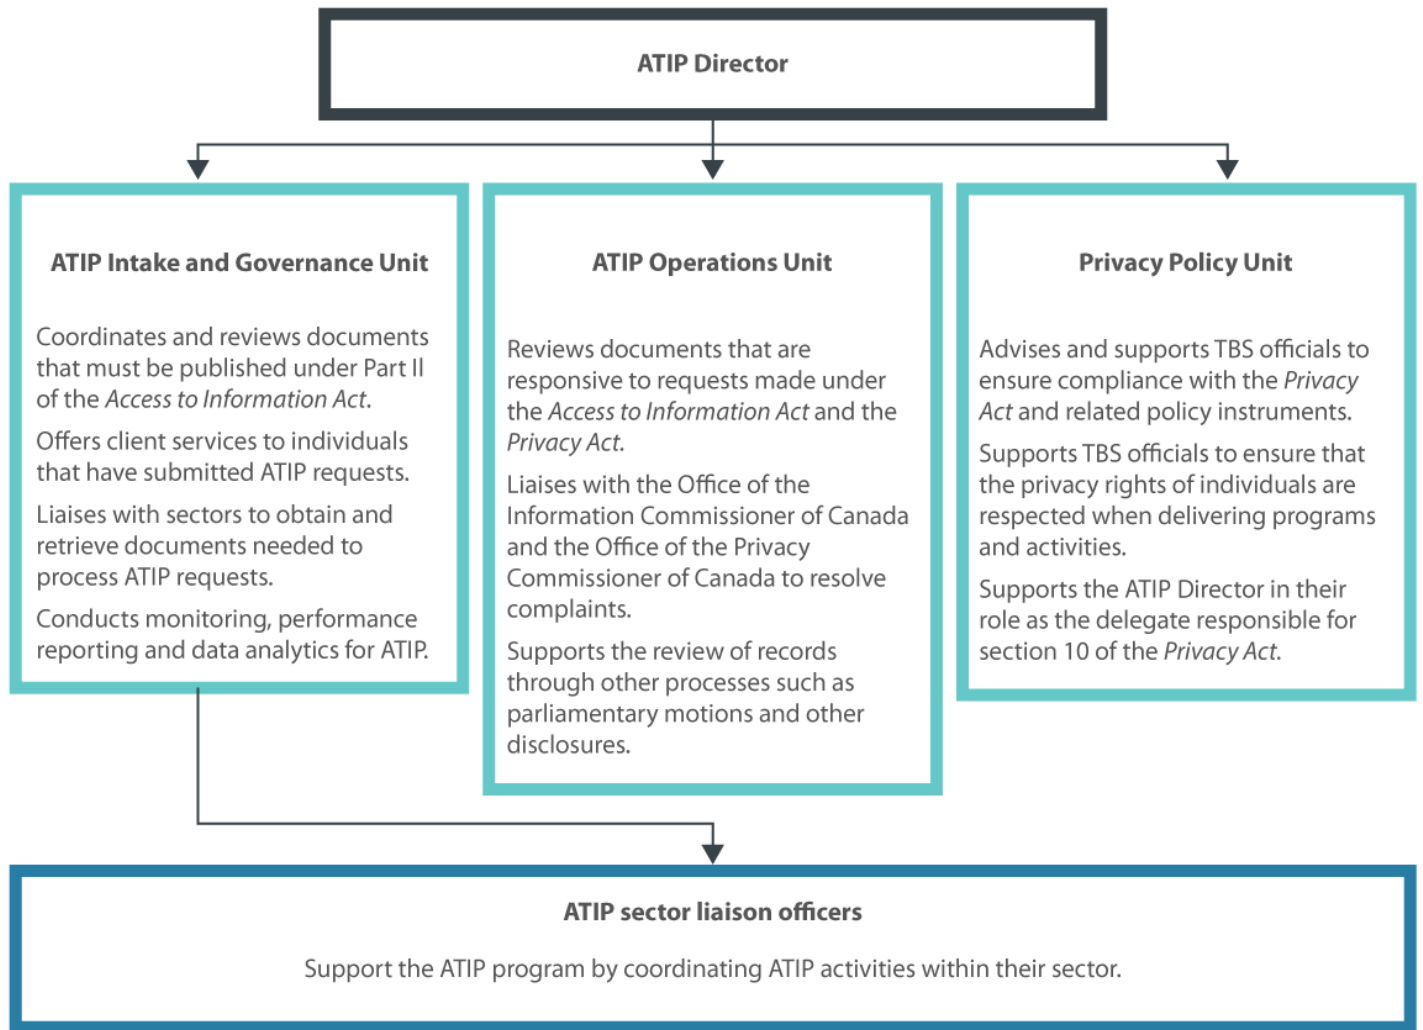 ATIP Director
ATIP Intake and Governance Unit
Coordinates and reviews documents
that must be published under Part II
of the Access to Information Act.
Offers client services to individuals
that have submitted ATIP requests.
Liaises with sectors to obtain and
retrieve documents needed to
process ATIP requests.
Conducts monitoring, performance
reporting and data analytics for ATIP.
ATIP Operations Unit
Reviews documents that are
responsive to requests made under
the Access to Information Act and the
Privacy Act.
Liaises with the Office of the
Information Commissioner of Canada
and the Office of the Privacy
Commissioner of Canada to resolve
complaints.
Supports the review of records
through other processes such as
parliamentary motions and other
disclosures.
Privacy Policy Unit
Advises and supports TBS officials to
ensure compliance with the Privacy
Act and related policy instruments.
Supports TBS officials to ensure that
the privacy rights of individuals are
respected when delivering programs
and activities.
Supports the ATIP Director in their
role as the delegate responsible for
section 10 of the Privacy Act.
ATIP sector liaison officers
Support the ATIP program by coordinating ATIP activities within their sector.